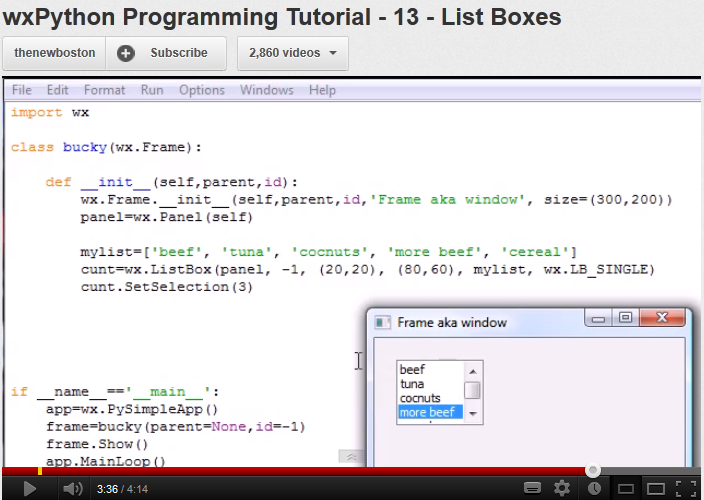 wxPython Programming Tutorial - 13 - List Boxes
thenewboston Subscribe 2,860 videos
File Edit Format Run Options Windows Help
import wx
class bucky(wx.Frame):
def __init__(self,parent,id):
wx.Frame.__init__(self,parent,id,'Frame aka window', size=(300,200))
panel=wx.Panel(self)
mylist=['beef', 'tuna', 'cocnuts', 'more beef', 'cereal']
cunt=wx.ListBox(panel, -1, (20,20), (80,60), mylist, wx.LB_SINGLE)
cunt.SetSelection(3)
Frame aka window
beef
tuna
cocnuts
more beef
if __name__=='__main__':
app=wx.PySimpleApp()
frame=bucky(parent=None,id=-1)
frame.Show()
app.MainLoop()
3:36 / 4:14